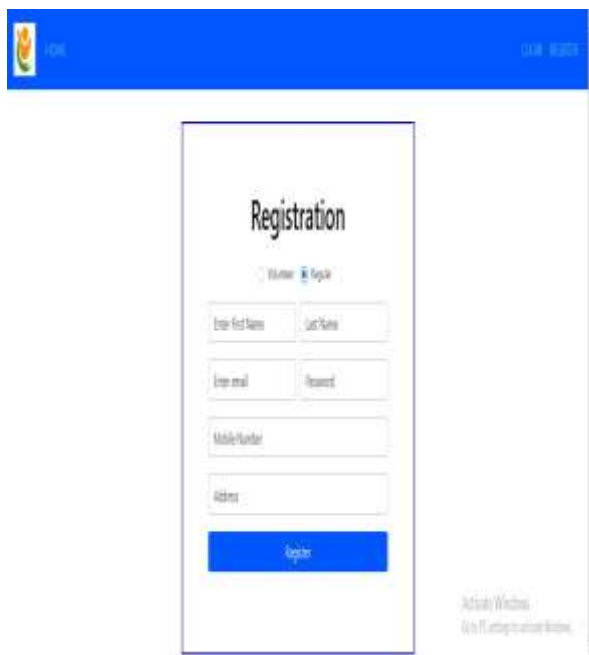 HOME
LOGIN REGISTER
Registration
Volunteer Regular
Enter First Name Last Name
Enter email Password
Mobile Number
Address
Register
Activate Windows
Go to PC settings to activate Windows.